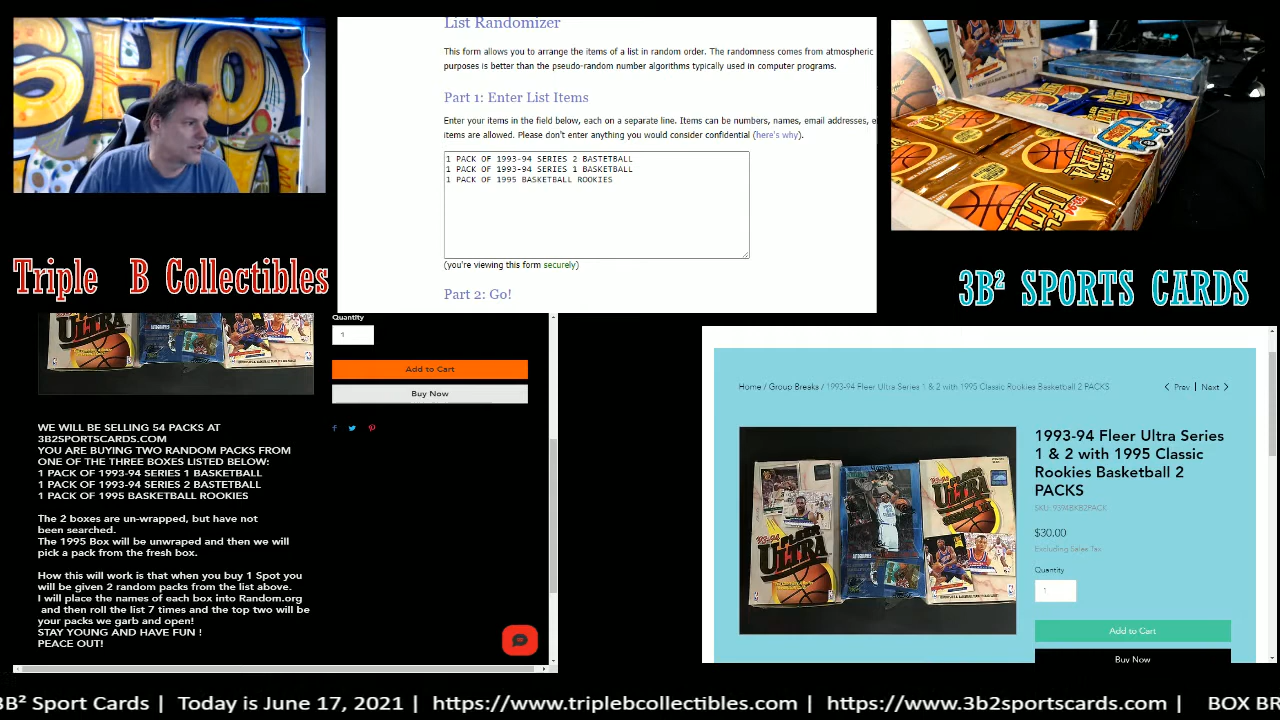 SHOW
List Randomizer
This form allows you to arrange the items of a list in random order. The randomness comes from atmospheric
purposes is better than the pseudo-random number algorithms typically used in computer programs.
Part 1: Enter List Items
Enter your items in the field below, each on a separate line. Items can be numbers, names, email addresses, e
items are allowed. Please don't enter anything you would consider confidential (here's why).
1 PACK OF 1993-94 SERIES 2 BASTETBALL
1 PACK OF 1993-94 SERIES 1 BASKETBALL
1 PACK OF 1995 BASKETBALL ROOKIES
(you're viewing this form securely)
Part 2: Go!
FLEER
ULTRA
Triple B Collectibles
3B² SPORTS CARDS
ULTRA
Quantity
1
Add to Cart
Buy Now
WE WILL BE SELLING 54 PACKS AT
3B2SPORTSCARDS.COM
YOU ARE BUYING TWO RANDOM PACKS FROM
ONE OF THE THREE BOXES LISTED BELOW:
1 PACK OF 1993-94 SERIES 1 BASKETBALL
1 PACK OF 1993-94 SERIES 2 BASTETBALL
1 PACK OF 1995 BASKETBALL ROOKIES
The 2 boxes are un-wrapped, but have not
been searched.
The 1995 Box will be unwraped and then we will
pick a pack from the fresh box.
How this will work is that when you buy 1 Spot you
will be given 2 random packs from the list above.
I will place the names of each box into Random.org
and then roll the list 7 times and the top two will be
your packs we garb and open!
STAY YOUNG AND HAVE FUN !
PEACE OUT!
Home / Group Breaks / 1993-94 Fleer Ultra Series 1 & 2 with 1995 Classic Rookies Basketball 2 PACKS
Prev | Next
'93-'94
FLEER
ULTRA
1993-94 Fleer Ultra Series
1 & 2 with 1995 Classic
Rookies Basketball 2
PACKS
SKU: 9394BXB2PACK
$30.00
Excluding Sales Tax
Quantity
1
Add to Cart
Buy Now
3B² Sport Cards | Today is June 17, 2021 | https://www.triplebcollectibles.com | https://www.3b2sportscards.com | BOX BR